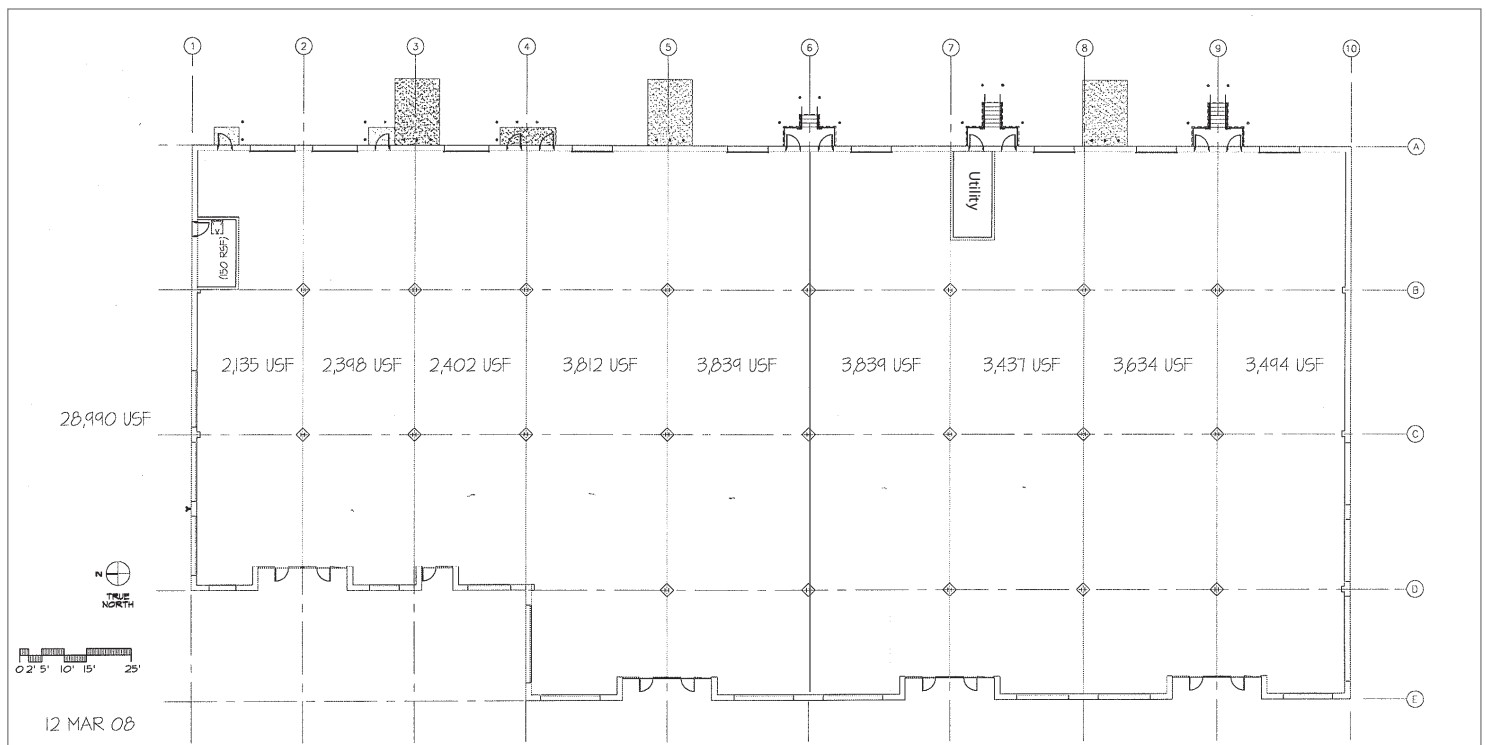 1 2 3 4 5 6 7 8 9 10
A
Utility
(150 RSF)
B
2,135 USF 2,398 USF 2,402 USF 3,812 USF 3,839 USF 3,839 USF 3,437 USF 3,634 USF 3,494 USF
28,990 USF
C
N
TRUE
NORTH
D
0 2' 5' 10' 15' 25'
E
12 MAR 08